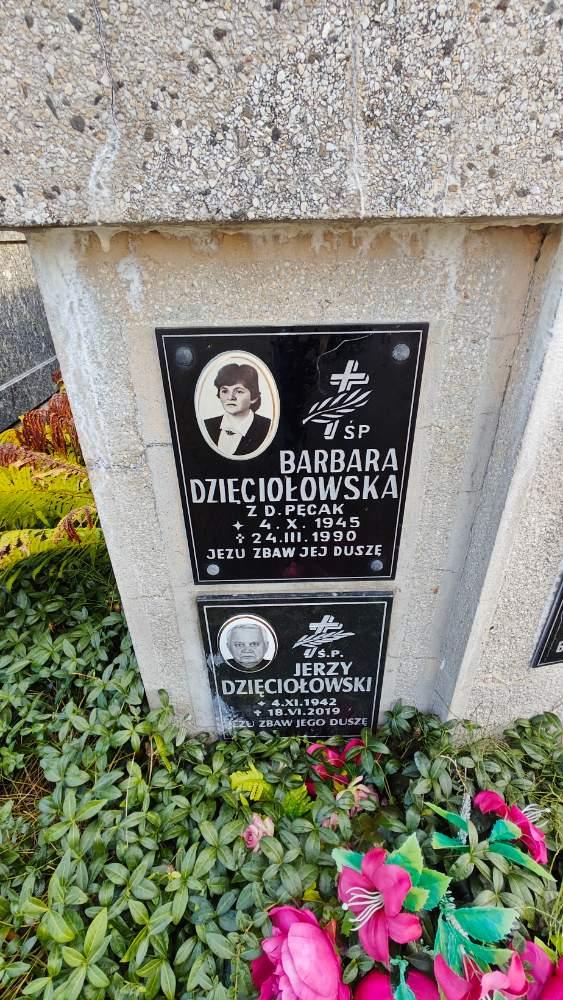 ŚP
BARBARA
DZIĘCIOŁOWSKA
Z D. PĘCAK
4. X. 1945
24. III. 1990
JEZU ZBAW JEJ DUSZĘ
Ś.P.
JERZY
DZIĘCIOŁOWSKI
4.XI.1942
18.VI.2019
JEZU ZBAW JEGO DUSZĘ